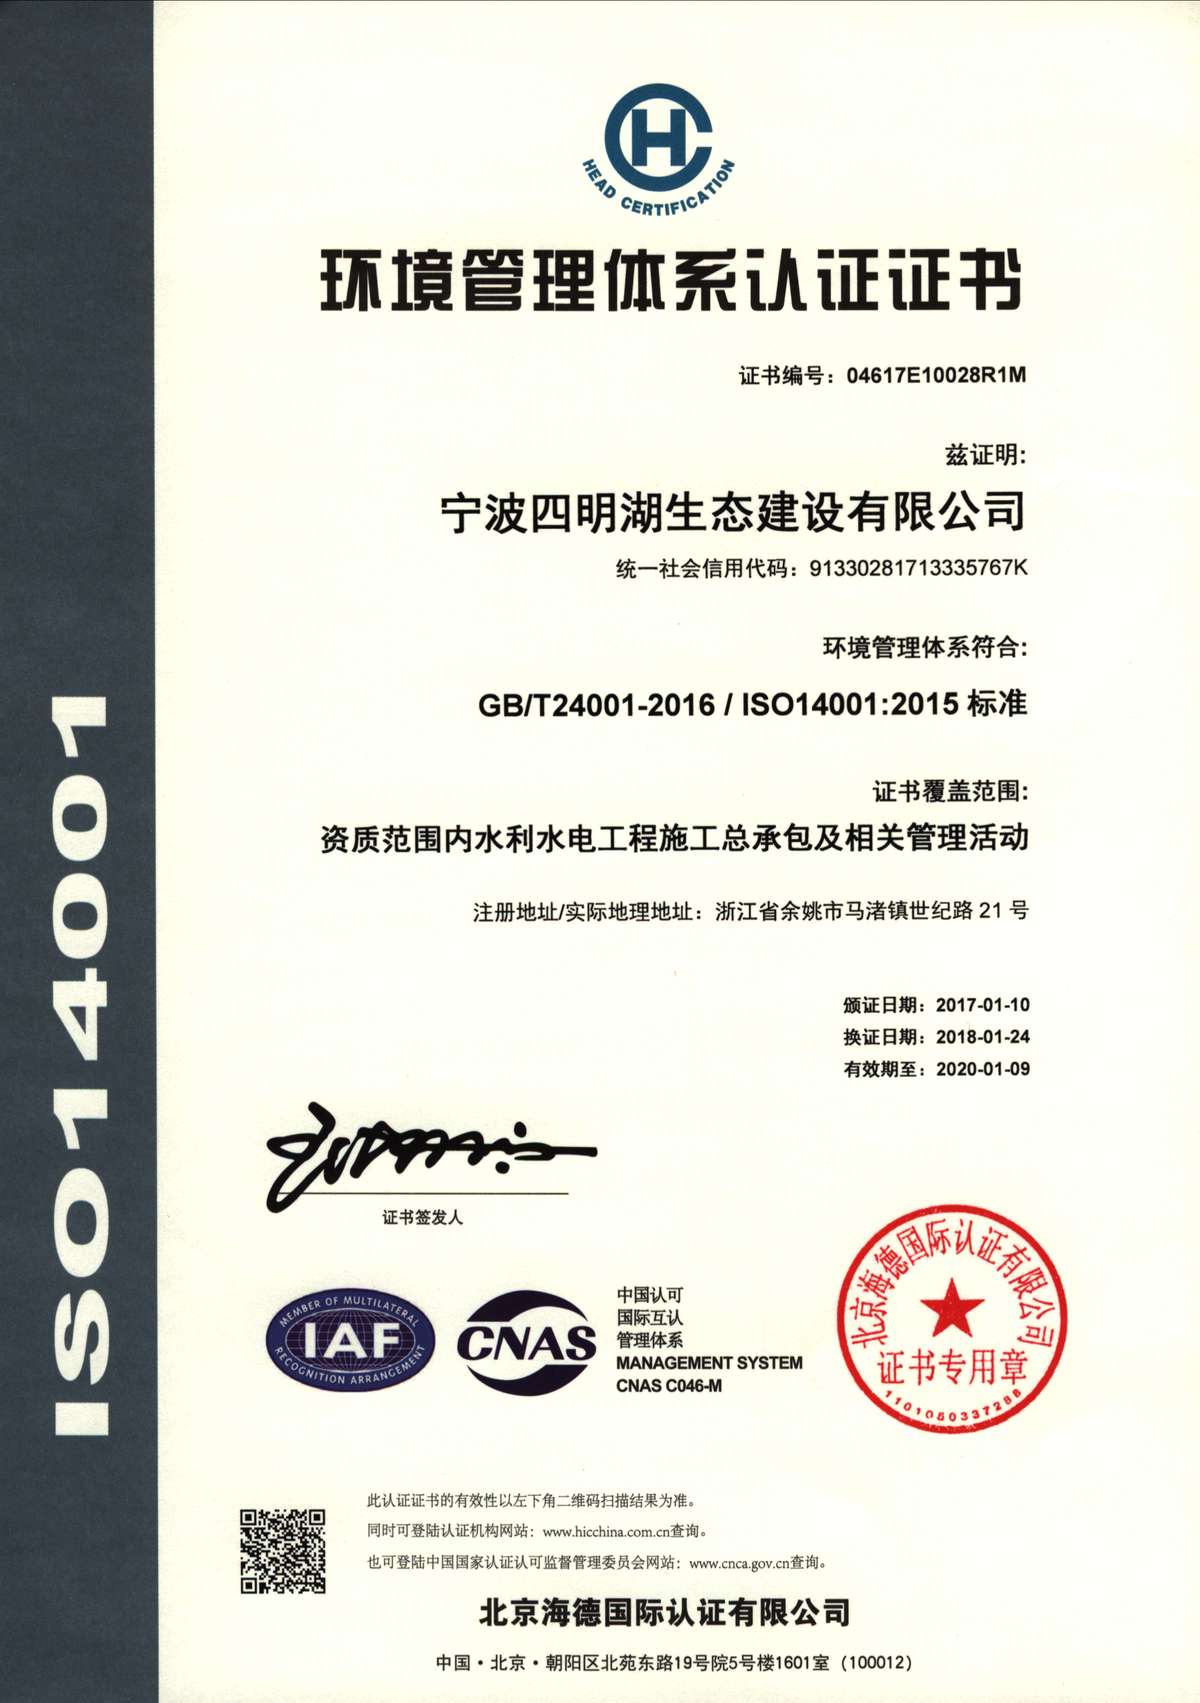 HC
HEAD CERTIFICATION
环境管理体系认证证书
证书编号：04617E10028R1M
兹证明:
宁波四明湖生态建设有限公司
统一社会信用代码：91330281713335767K
环境管理体系符合:
GB/T24001-2016 / ISO14001:2015 标准
证书覆盖范围:
资质范围内水利水电工程施工总承包及相关管理活动
注册地址/实际地理地址：浙江省余姚市马渚镇世纪路 21 号
颁证日期：2017-01-10
换证日期：2018-01-24
有效期至：2020-01-09
证书签发人
ISO14001
MEMBER OF MULTILATERAL
IAF
RECOGNITION ARRANGEMENT
CNAS
中国认可
国际互认
管理体系
MANAGEMENT SYSTEM
CNAS C046-M
北京海德国际认证有限公司
证书专用章
1101080337288
此认证证书的有效性以左下角二维码扫描结果为准。
同时可登陆认证机构网站：www.hicchina.com.cn查询。
也可登陆中国国家认证认可监督管理委员会网站：www.cnca.gov.cn查询。
北京海德国际认证有限公司
中国·北京·朝阳区北苑东路19号院5号楼1601室（100012）